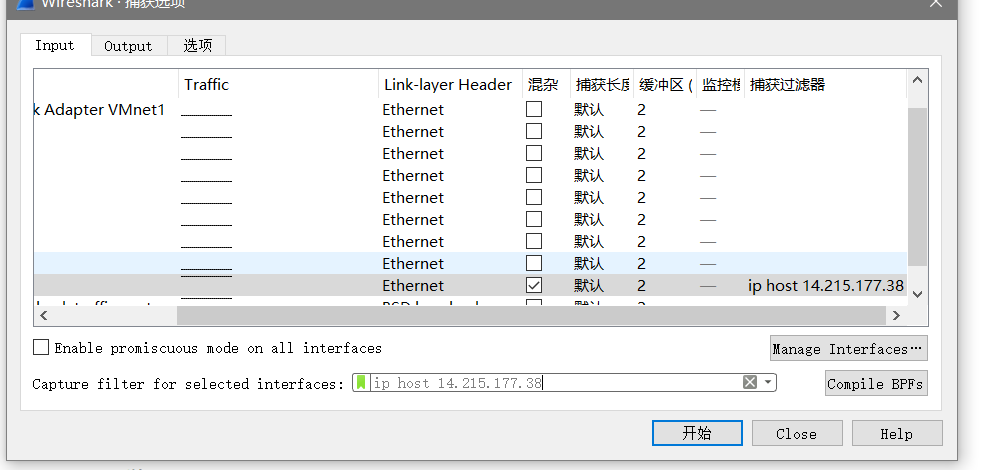 Wireshark · 捕获选项
Input Output 选项
Traffic Link-layer Header 混杂 捕获长度 缓冲区 ( 监控模 捕获过滤器
k Adapter VMnet1 Ethernet 默认 2 —
Ethernet 默认 2 —
Ethernet 默认 2 —
Ethernet 默认 2 —
Ethernet 默认 2 —
Ethernet 默认 2 —
Ethernet 默认 2 —
Ethernet 默认 2 —
Ethernet 默认 2 — ip host 14.215.177.38
Enable promiscuous mode on all interfaces
Manage Interfaces…
Capture filter for selected interfaces: ip host 14.215.177.38
Compile BPFs
开始 Close Help